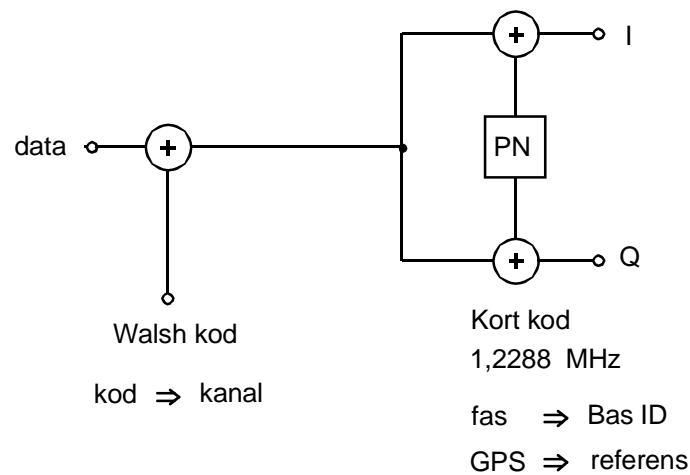 +
I
data
+
PN
+
Q
Walsh kod
kod ⇒ kanal
Kort kod
1,2288 MHz
fas ⇒ Bas ID
GPS ⇒ referens